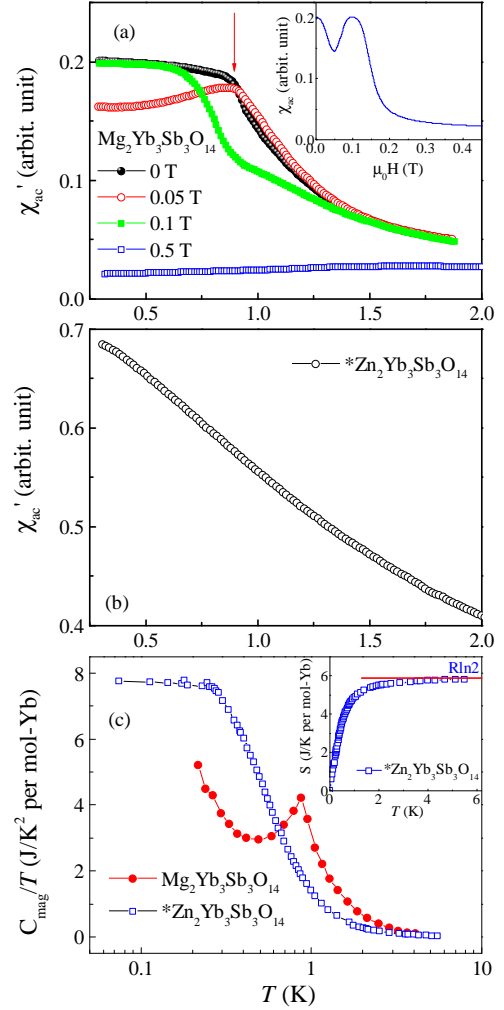 (a)
χac' (arbit. unit)
0.2
0.1
0.0
0.5
1.0
1.5
2.0
Mg2Yb3Sb3O14
0 T
0.05 T
0.1 T
0.5 T
χac (arbit. unit)
0.2
0.1
0.0
0.0
0.2
0.4
μ0H (T)
χac' (arbit. unit)
0.7
0.6
0.5
0.4
*Zn2Yb3Sb3O14
(b)
0.5
1.0
1.5
2.0
Cmag/T (J/K² per mol-Yb)
8
6
4
2
0
(c)
S (J/K per mol-Yb)
6
5
4
3
2
1
0
Rln2
*Zn2Yb3Sb3O14
0
2
4
6
T (K)
Mg2Yb3Sb3O14
*Zn2Yb3Sb3O14
0.1
1
10
T (K)